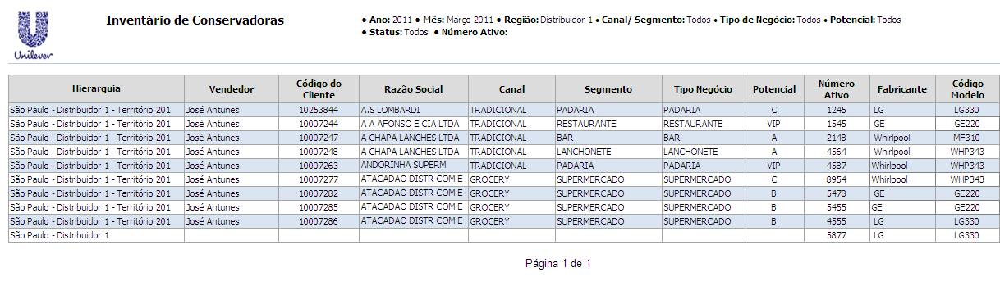 Inventário de Conservadoras
● Ano: 2011 ● Mês: Março 2011 ● Região: Distribuidor 1 • Canal/ Segmento: Todos • Tipo de Negócio: Todos • Potencial: Todos
● Status: Todos ● Número Ativo:
Unilever
Hierarquia Vendedor Código do Cliente Razão Social Canal Segmento Tipo Negócio Potencial Número Ativo Fabricante Código Modelo
São Paulo - Distribuidor 1 - Território 201 José Antunes 10253844 A.S LOMBARDI TRADICIONAL PADARIA PADARIA C 1245 LG LG330
São Paulo - Distribuidor 1 - Território 201 José Antunes 10007244 A A AFONSO E CIA LTDA TRADICIONAL RESTAURANTE RESTAURANTE VIP 1545 GE GE220
São Paulo - Distribuidor 1 - Território 201 José Antunes 10007247 A CHAPA LANCHES LTDA TRADICIONAL BAR BAR A 2148 Whirlpool MF310
São Paulo - Distribuidor 1 - Território 201 José Antunes 10007248 A CHAPA LANCHES LTDA TRADICIONAL LANCHONETE LANCHONETE A 4564 Whirlpool WHP343
São Paulo - Distribuidor 1 - Território 201 José Antunes 10007263 ANDORINHA SUPERM TRADICIONAL PADARIA PADARIA VIP 4587 Whirlpool WHP343
São Paulo - Distribuidor 1 - Território 201 José Antunes 10007277 ATACADAO DISTR COM E GROCERY SUPERMERCADO SUPERMERCADO C 8954 Whirlpool WHP343
São Paulo - Distribuidor 1 - Território 201 José Antunes 10007282 ATACADAO DISTR COM E GROCERY SUPERMERCADO SUPERMERCADO B 5478 GE GE220
São Paulo - Distribuidor 1 - Território 201 José Antunes 10007285 ATACADAO DISTR COM E GROCERY SUPERMERCADO SUPERMERCADO B 5455 GE GE220
São Paulo - Distribuidor 1 - Território 201 José Antunes 10007286 ATACADAO DISTR COM E GROCERY SUPERMERCADO SUPERMERCADO B 4555 LG LG330
São Paulo - Distribuidor 1 5877 LG LG330
Página 1 de 1